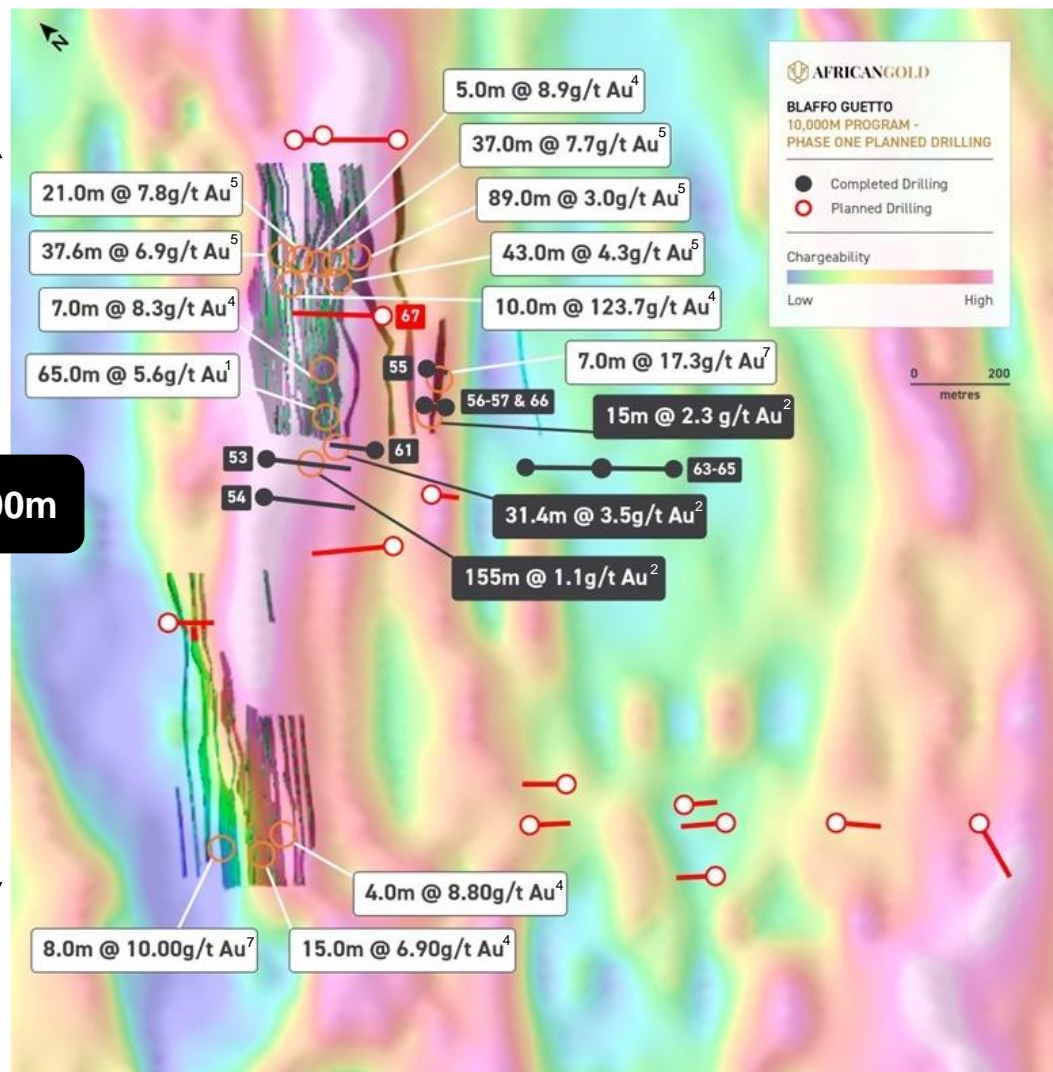 N
AFRICANGOLD
BLAFFO GUETTO
10,000M PROGRAM -
PHASE ONE PLANNED DRILLING
Completed Drilling
Planned Drilling
Chargeability
Low High
0 200
metres
5.0m @ 8.9g/t Au4
37.0m @ 7.7g/t Au5
21.0m @ 7.8g/t Au5
89.0m @ 3.0g/t Au5
37.6m @ 6.9g/t Au5
43.0m @ 4.3g/t Au5
7.0m @ 8.3g/t Au4
10.0m @ 123.7g/t Au4
67
65.0m @ 5.6g/t Au1
55
7.0m @ 17.3g/t Au7
56-57 & 66
15m @ 2.3 g/t Au2
53
61
63-65
54
00m
31.4m @ 3.5g/t Au2
155m @ 1.1g/t Au2
4.0m @ 8.80g/t Au4
8.0m @ 10.00g/t Au7
15.0m @ 6.90g/t Au4